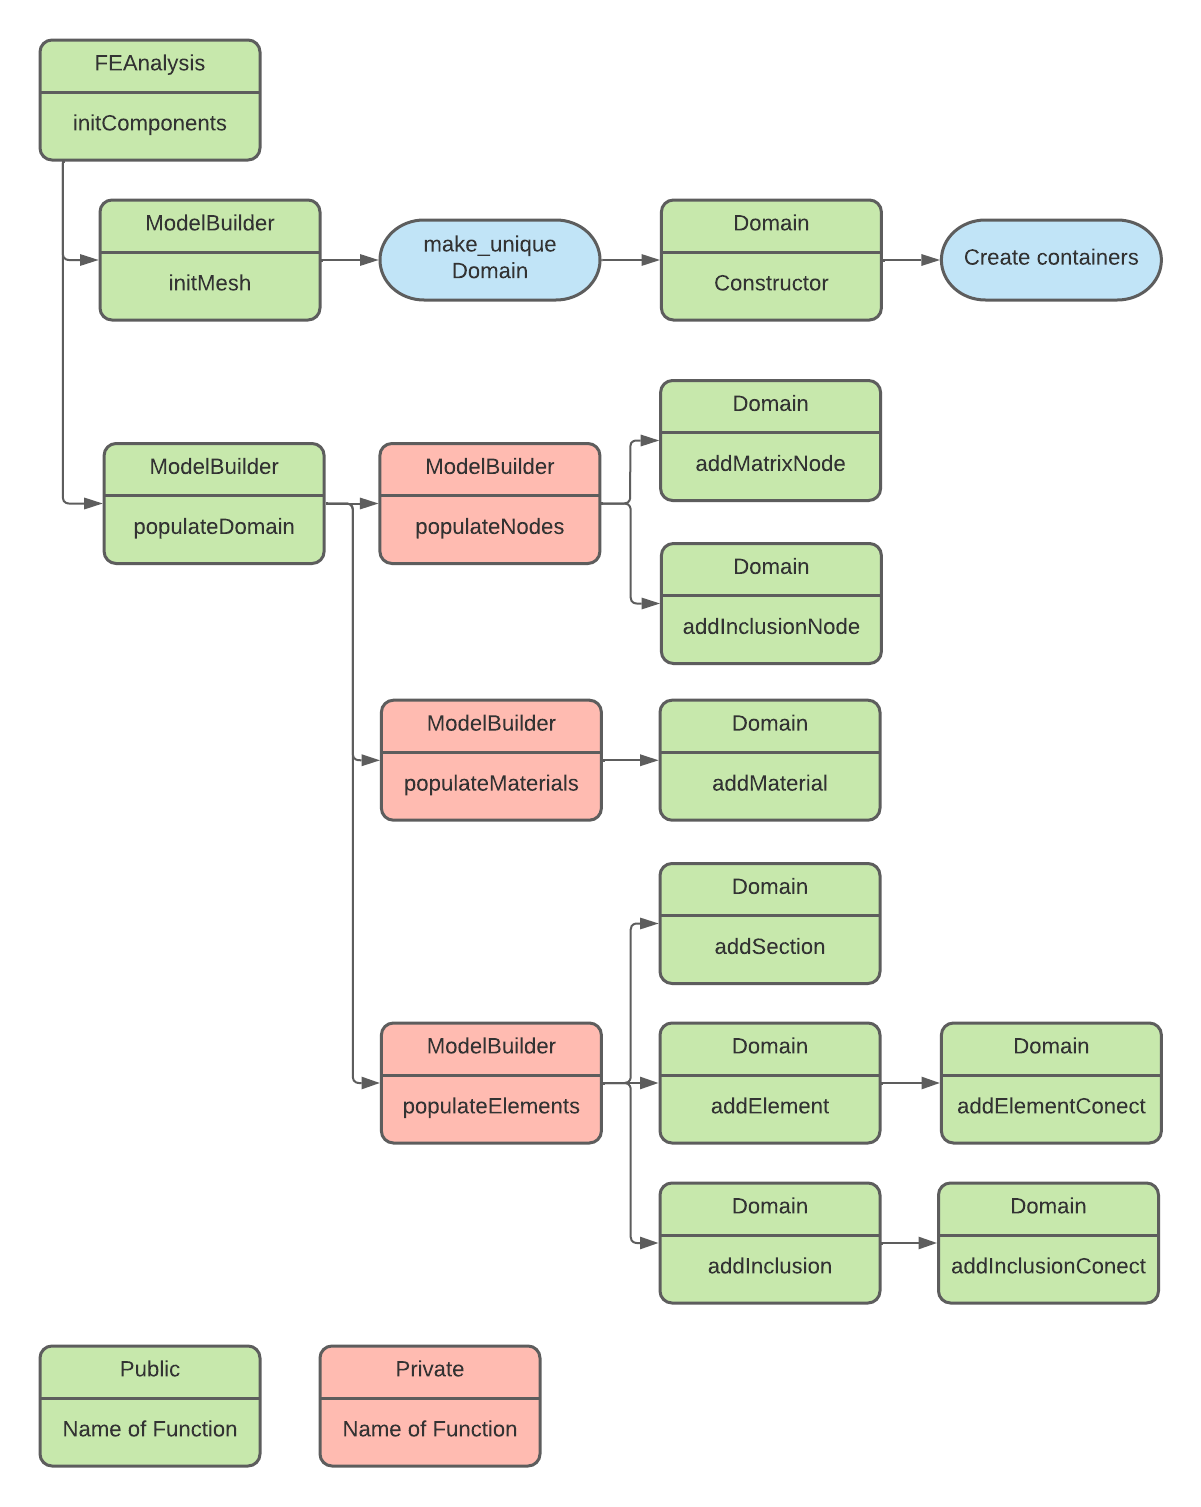 FEAnalysis
initComponents
ModelBuilder
initMesh
make_unique
Domain
Domain
Constructor
Create containers
ModelBuilder
populateDomain
ModelBuilder
populateNodes
Domain
addMatrixNode
Domain
addInclusionNode
ModelBuilder
populateMaterials
Domain
addMaterial
Domain
addSection
ModelBuilder
populateElements
Domain
addElement
Domain
addElementConect
Domain
addInclusion
Domain
addInclusionConect
Public
Name of Function
Private
Name of Function